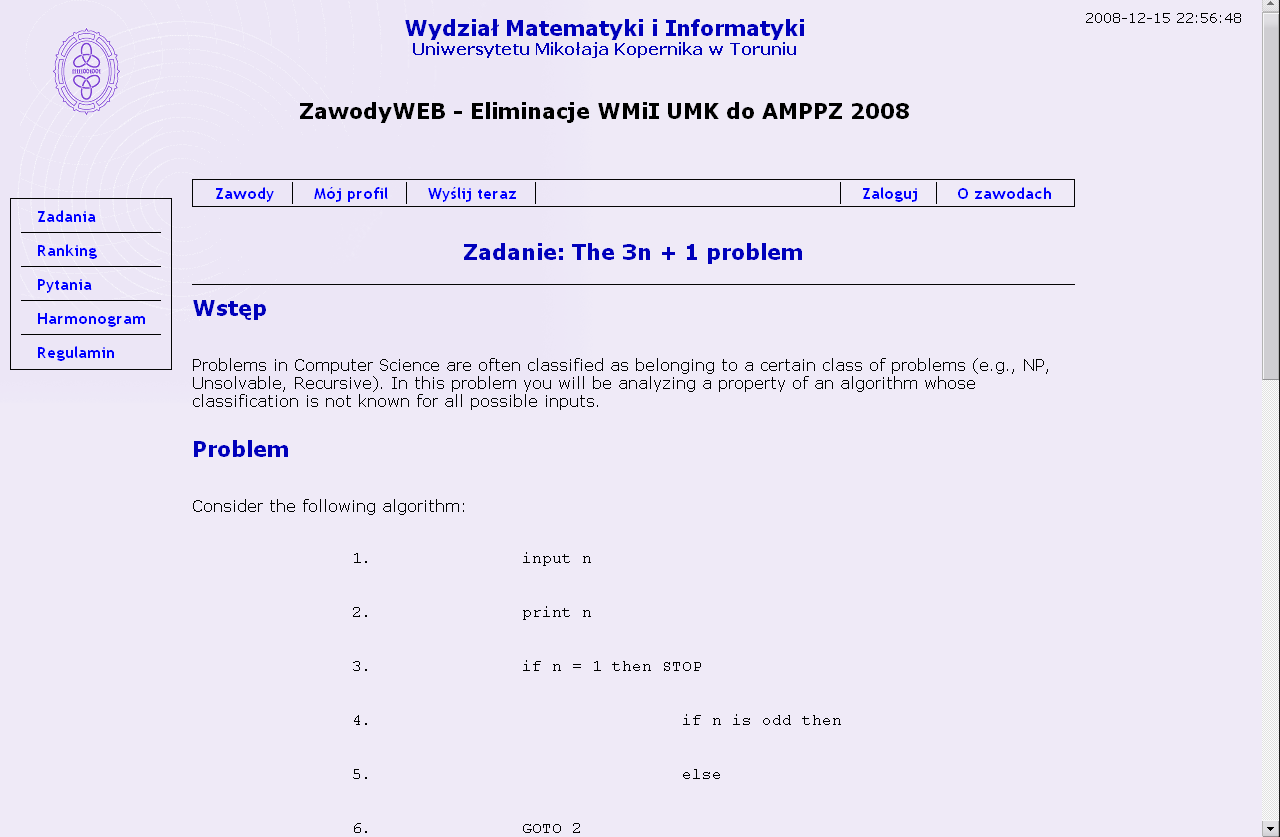 2008-12-15 22:56:48
Wydział Matematyki i Informatyki
Uniwersytetu Mikołaja Kopernika w Toruniu
ZawodyWEB - Eliminacje WMiI UMK do AMPPZ 2008
Zawody Mój profil Wyślij teraz Zaloguj O zawodach
Zadania
Ranking
Pytania
Harmonogram
Regulamin
Zadanie: The 3n + 1 problem
Wstęp
Problems in Computer Science are often classified as belonging to a certain class of problems (e.g., NP,
Unsolvable, Recursive). In this problem you will be analyzing a property of an algorithm whose
classification is not known for all possible inputs.
Problem
Consider the following algorithm:
1. input n
2. print n
3. if n = 1 then STOP
4. if n is odd then
5. else
6. GOTO 2